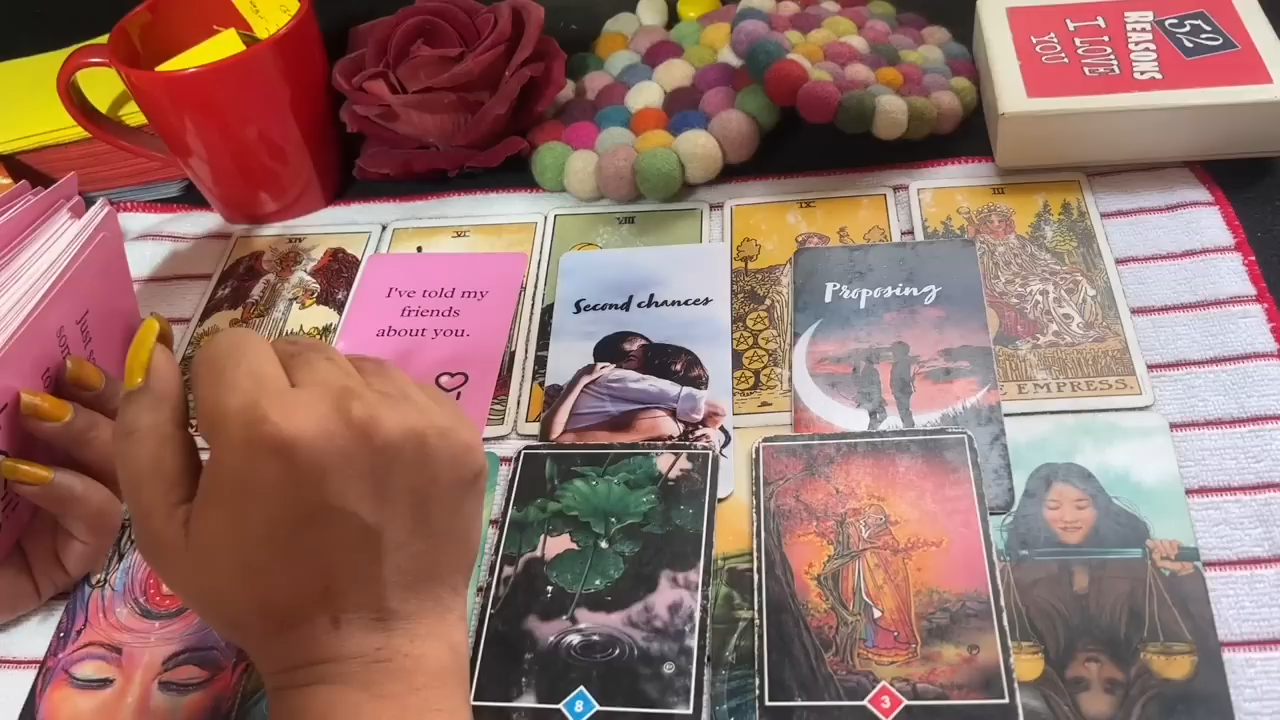 52
REASONS
I LOVE
YOU
XIV
VI
VIII
IX
III
I've told my
friends
about you.
Second chances
Proposing
EMPRESS.
Just
8
3